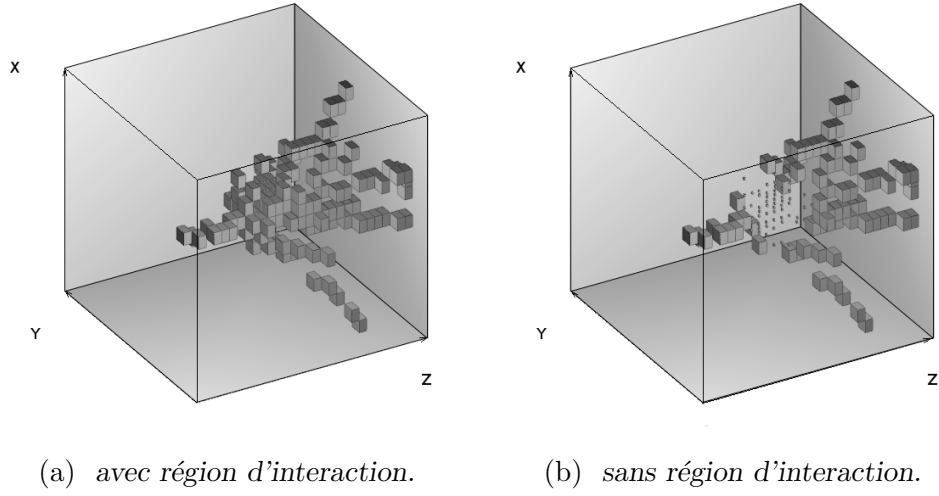 X
Y
Z
X
Y
Z
(a) avec région d'interaction.
(b) sans région d'interaction.